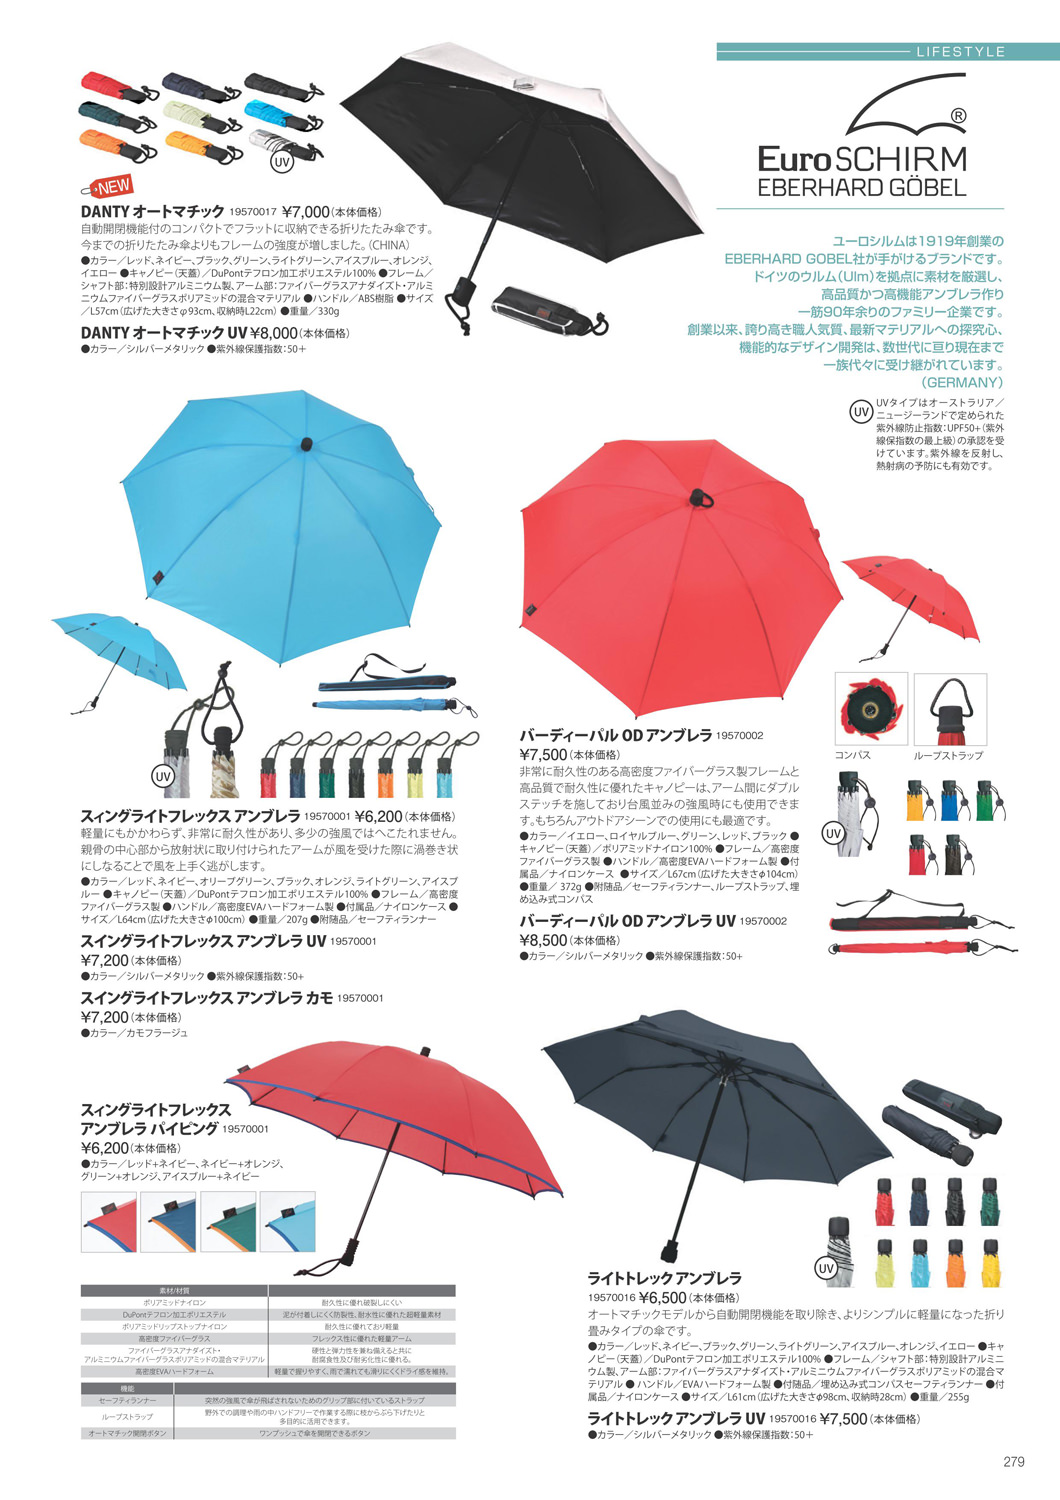 LIFESTYLE
®
EuroSCHIRM
EBERHARD GÖBEL
ユーロシルムは1919年創業の
EBERHARD GOBEL社が手がけるブランドです。
ドイツのウルム（Ulm）を拠点に素材を厳選し、
高品質かつ高機能アンブレラ作り
一筋90年余りのファミリー企業です。
創業以来、誇り高き職人気質、最新マテリアルへの探究心、
機能的なデザイン開発は、数世代に亘り現在まで
一族代々に受け継がれています。
（GERMANY）
UV
UVタイプはオーストラリア／
ニュージーランドで定められた
紫外線防止指数：UPF50+（紫外
線保指数の最上級）の承認を受
けています。紫外線を反射し、
熱射病の予防にも有効です。
UV
NEW
DANTY オートマチック 19570017 ¥7,000（本体価格）
自動開閉機能付のコンパクトでフラットに収納できる折りたたみ傘です。
今までの折りたたみ傘よりもフレームの強度が増しました。（CHINA）
●カラー／レッド、ネイビー、ブラック、グリーン、ライトグリーン、アイスブルー、オレンジ、
イエロー ●キャノピー（天蓋）／DuPontテフロン加工ポリエステル100% ●フレーム／
シャフト部：特別設計アルミニウム製、アーム部：ファイバーグラスアナダイズト・アルミ
ニウムファイバーグラスポリアミッドの混合マテリアル ●ハンドル／ABS樹脂 ●サイズ
／L57cm（広げた大きさφ93cm、収納時L22cm） ●重量／330g
DANTY オートマチック UV ¥8,000（本体価格）
●カラー／シルバーメタリック ●紫外線保護指数：50＋
UV
スィングライトフレックス アンブレラ 19570001 ¥6,200（本体価格）
軽量にもかかわらず、非常に耐久性があり、多少の強風ではへこたれません。
親骨の中心部から放射状に取り付けられたアームが風を受けた際に渦巻き状
にしなることで風を上手く逃がします。
●カラー／レッド、ネイビー、オリーブグリーン、ブラック、オレンジ、ライトグリーン、アイスブ
ルー ●キャノピー（天蓋）／DuPontテフロン加工ポリエステル100% ●フレーム／高密度
ファイバーグラス製 ●ハンドル／高密度EVAハードフォーム製 ●付属品／ナイロンケース ●
サイズ／L64cm（広げた大きさφ100cm） ●重量／207g ●附随品／セーフティランナー
スイングライトフレックス アンブレラ UV 19570001
¥7,200（本体価格）
●カラー／シルバーメタリック ●紫外線保護指数：50+
スイングライトフレックス アンブレラ カモ 19570001
¥7,200（本体価格）
●カラー／カモフラージュ
コンパス
ループストラップ
UV
バーディーパル OD アンブレラ 19570002
¥7,500（本体価格）
非常に耐久性のある高密度ファイバーグラス製フレームと
高品質で耐久性に優れたキャンピーは、アーム間にダブル
ステッチを施しており台風並みの強風時にも使用できま
す。もちろんアウトドアシーンでの使用にも最適です。
●カラー／イエロー、ロイヤルブルー、グリーン、レッド、ブラック ●
キャノピー（天蓋）／ポリアミッドナイロン100% ●フレーム／高密度
ファイバーグラス製 ●ハンドル／高密度EVAハードフォーム製 ●付
属品／ナイロンケース ●サイズ／L67cm（広げた大きさφ104cm）
●重量／ 372g ●附随品／セーフティランナー、ループストラップ、埋
め込み式コンパス
バーディーパル OD アンブレラ UV 19570002
¥8,500（本体価格）
●カラー／シルバーメタリック ●紫外線保護指数：50+
スィングライトフレックス
アンブレラ パイピング 19570001
¥6,200（本体価格）
●カラー／レッド+ネイビー、ネイビー+オレンジ、
グリーン+オレンジ、アイスブルー+ネイビー
素材/材質
ポリアミッドナイロン 耐久性に優れ破裂しにくい
DuPontテフロン加工ポリエステル 泥が付着しにくく防裂性、耐水性に優れた超軽量素材
ポリアミッドリップストップナイロン 耐久性に優れており軽量
高密度ファイバーグラス フレックス性に優れた軽量アーム
ファイバーグラスアナダイズト・
アルミニウムファイバーグラスポリアミッドの混合マテリアル
硬性と弾力性を兼ね備えると共に
耐腐食性及び耐劣化性に優れる。
高密度EVAハードフォーム 軽量で握りやすく、雨で濡れても滑りにくくドライ感を維持。
機能
セーフティランナー 突然の強風で傘が飛ばされないためのグリップ部に付いているストラップ
ループストラップ
野外での調理や雨の中ハンドフリーで作業する際に枝からぶら下げたりと
多目的に活用できます。
オートマチック開閉ボタン ワンプッシュで傘を開閉できるボタン
UV
ライトトレック アンブレラ
19570016 ¥6,500（本体価格）
オートマチックモデルから自動開閉機能を取り除き、よりシンプルに軽量になった折り
畳みタイプの傘です。
●カラー／レッド、ネイビー、ブラック、グリーン、ライトグリーン、アイスブルー、オレンジ、イエロー ●キャ
ノピー（天蓋）／DuPontテフロン加工ポリエステル100% ●フレーム／シャフト部：特別設計アルミニ
ウム製、アーム部：ファイバーグラスアナダイズト・アルミニウムファイバーグラスポリアミッドの混合マ
テリアル ● ハンドル／EVAハードフォーム製 ●付随品／埋め込み式コンパスセーフティランナー ●付
属品／ナイロンケース ●サイズ／L61cm（広げた大きさφ98cm、収納時28cm） ●重量／255g
ライトトレック アンブレラ UV 19570016 ¥7,500（本体価格）
●カラー／シルバーメタリック ●紫外線保護指数：50＋
279